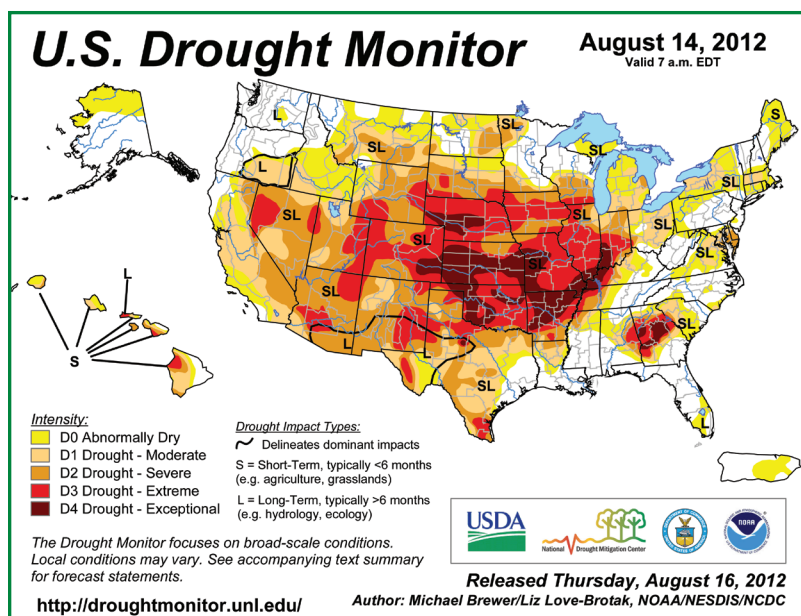 U.S. Drought Monitor
August 14, 2012
Valid 7 a.m. EDT
L
SL
SL
S
SL
L
SL
SL
SL
SL
SL
SL
SL
SL
SL
L
L
SL
L
L
S
Intensity:
D0 Abnormally Dry
D1 Drought - Moderate
D2 Drought - Severe
D3 Drought - Extreme
D4 Drought - Exceptional
Drought Impact Types:
Delineates dominant impacts
S = Short-Term, typically <6 months
(e.g. agriculture, grasslands)
L = Long-Term, typically >6 months
(e.g. hydrology, ecology)
The Drought Monitor focuses on broad-scale conditions.
Local conditions may vary. See accompanying text summary
for forecast statements.
http://droughtmonitor.unl.edu/
USDA
National Drought Mitigation Center
NOAA
Released Thursday, August 16, 2012
Author: Michael Brewer/Liz Love-Brotak, NOAA/NESDIS/NCDC